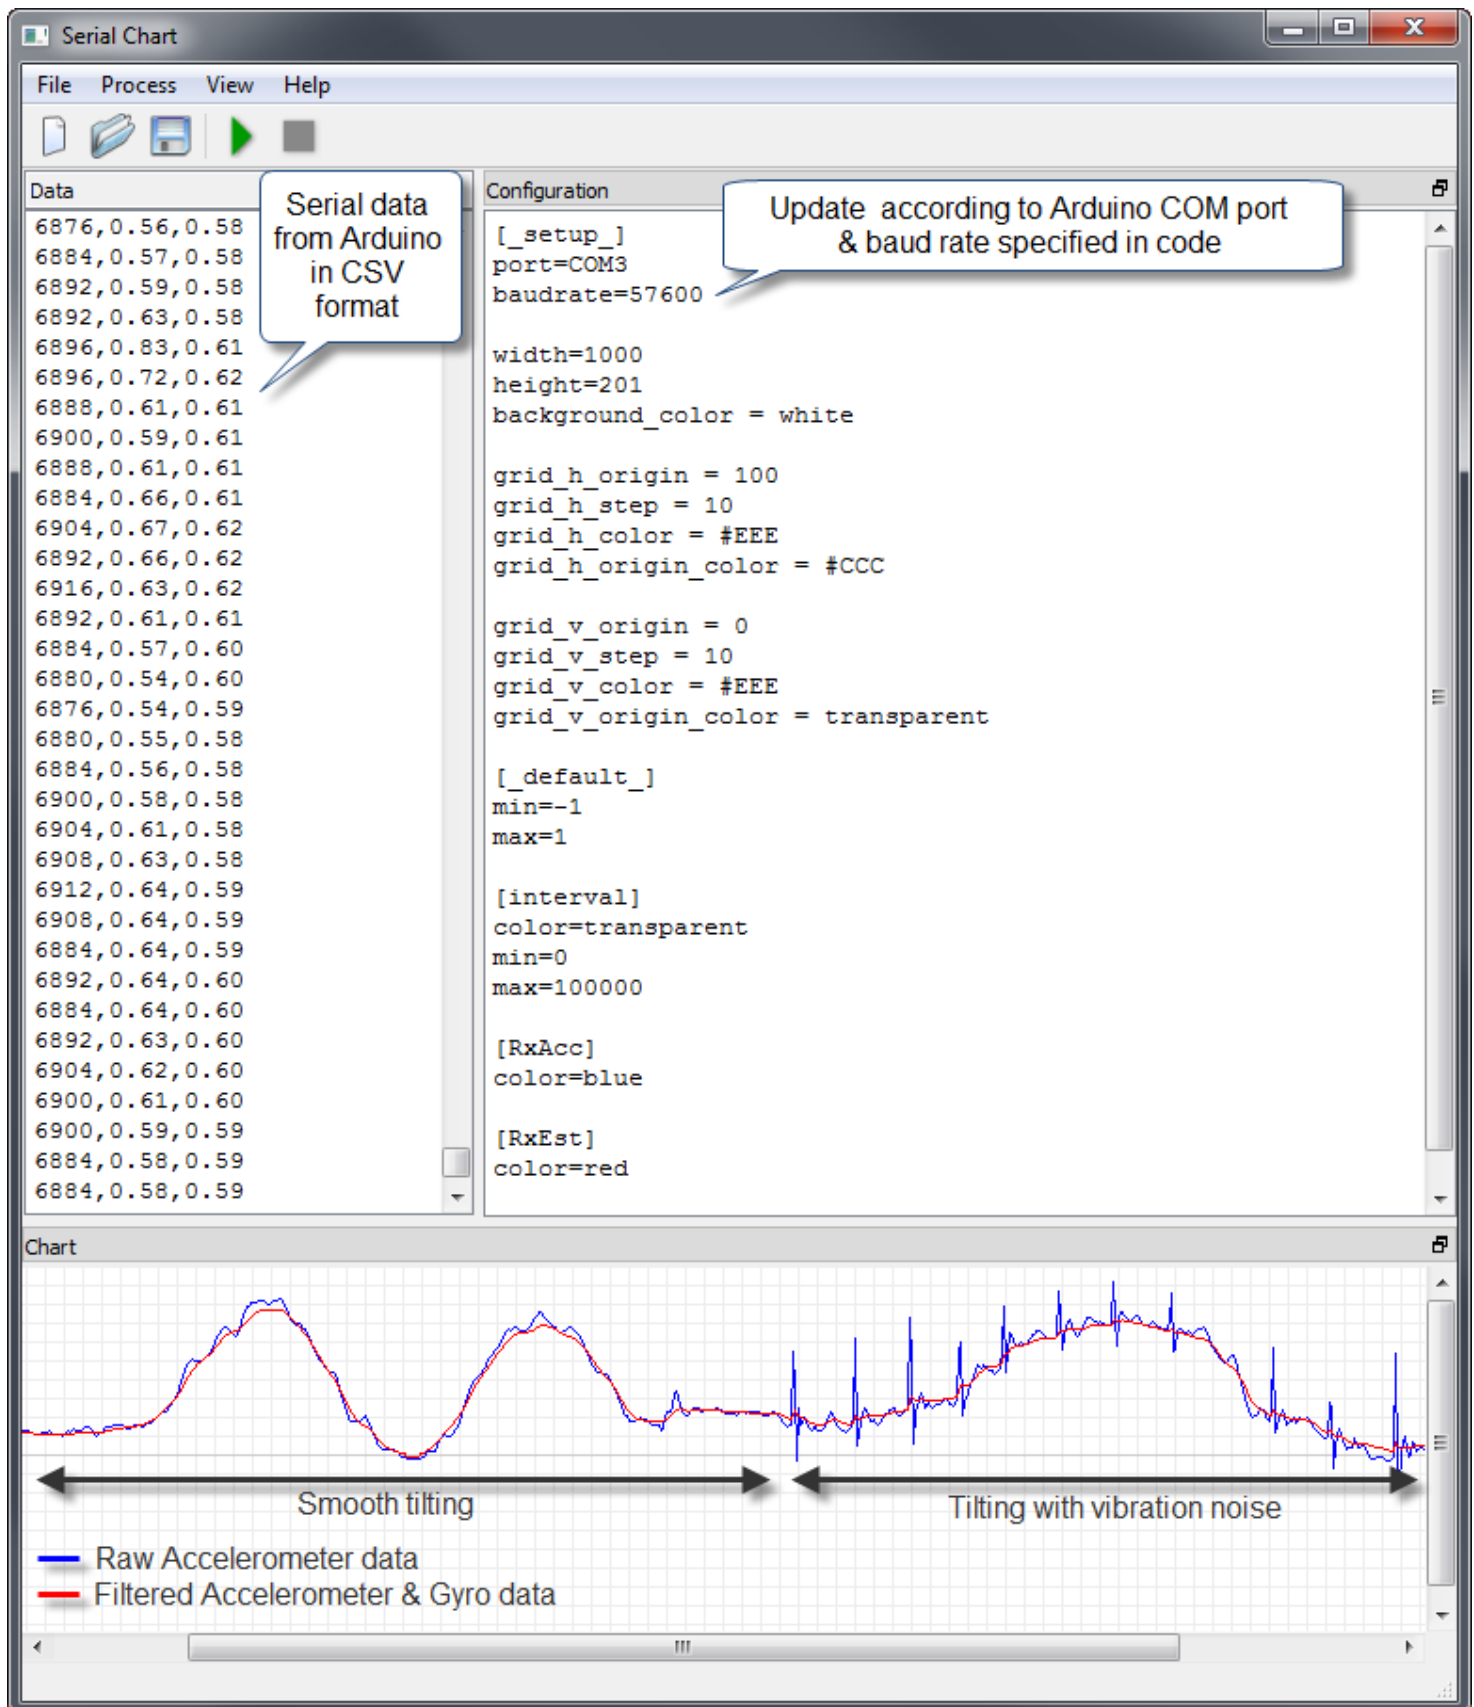 Serial Chart
File Process View Help
Data
6876,0.56,0.58
6884,0.57,0.58
6892,0.59,0.58
6892,0.63,0.58
6896,0.83,0.61
6896,0.72,0.62
6888,0.61,0.61
6900,0.59,0.61
6888,0.61,0.61
6884,0.66,0.61
6904,0.67,0.62
6892,0.66,0.62
6916,0.63,0.62
6892,0.61,0.61
6884,0.57,0.60
6880,0.54,0.60
6876,0.54,0.59
6880,0.55,0.58
6884,0.56,0.58
6900,0.58,0.58
6904,0.61,0.58
6908,0.63,0.58
6912,0.64,0.59
6908,0.64,0.59
6884,0.64,0.59
6892,0.64,0.60
6884,0.64,0.60
6892,0.63,0.60
6904,0.62,0.60
6900,0.61,0.60
6900,0.59,0.59
6884,0.58,0.59
6884,0.58,0.59
Serial data
from Arduino
in CSV
format
Configuration
Update according to Arduino COM port
& baud rate specified in code
[_setup_]
port=COM3
baudrate=57600
width=1000
height=201
background_color = white
grid_h_origin = 100
grid_h_step = 10
grid_h_color = #EEE
grid_h_origin_color = #CCC
grid_v_origin = 0
grid_v_step = 10
grid_v_color = #EEE
grid_v_origin_color = transparent
[_default_]
min=-1
max=1
[interval]
color=transparent
min=0
max=100000
[RxAcc]
color=blue
[RxEst]
color=red
Chart
Smooth tilting
Tilting with vibration noise
Raw Accelerometer data
Filtered Accelerometer & Gyro data